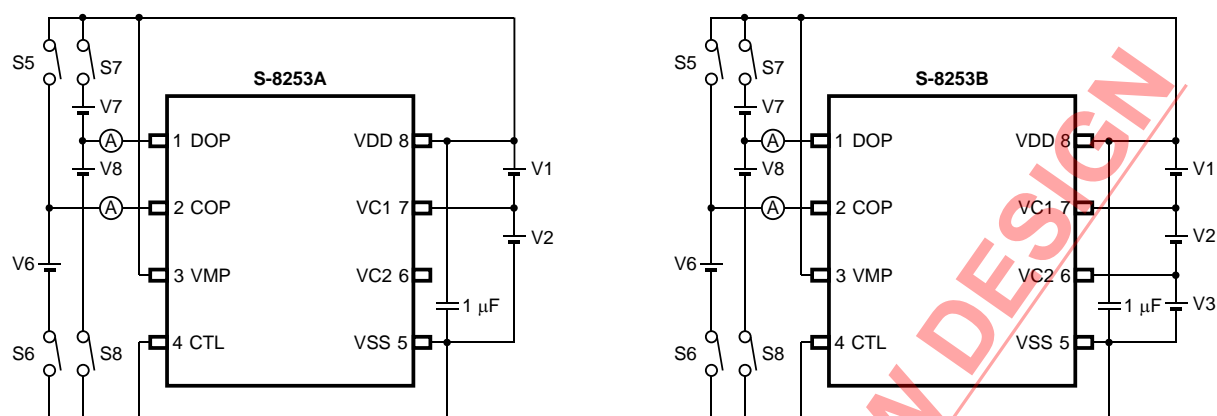 S-8253A
S5
S7
V7
A
1 DOP
VDD 8
V8
V1
A
2 COP
VC1 7
V2
V6
3 VMP
VC2 6
1 μF
S6
S8
4 CTL
VSS 5
S-8253B
S5
S7
V7
A
1 DOP
VDD 8
V8
V1
A
2 COP
VC1 7
V2
V6
3 VMP
VC2 6
1 μF
V3
S6
S8
4 CTL
VSS 5
DESIGN